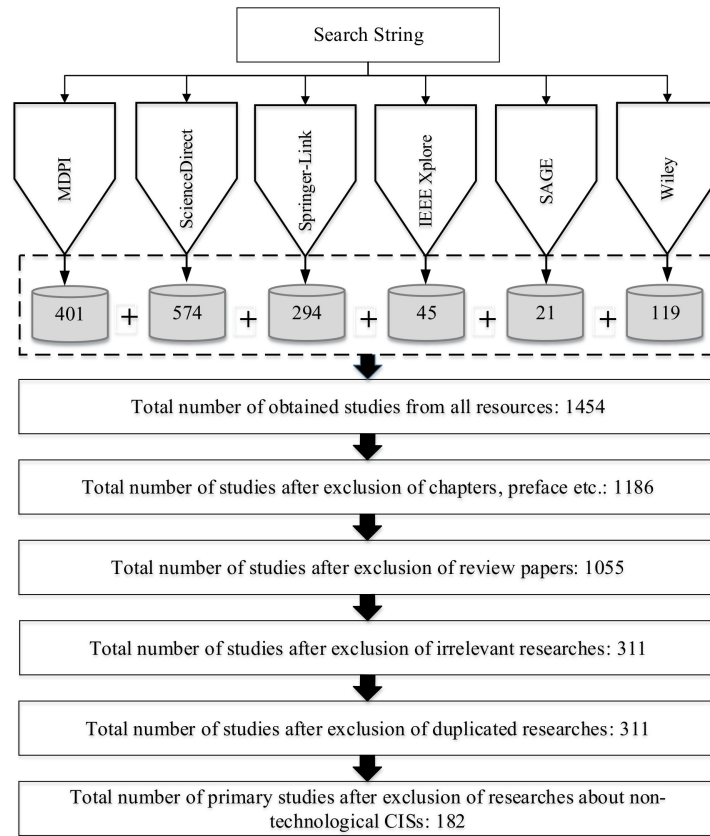 Search String
MDPI
ScienceDirect
Springer-Link
IEEE Xplore
SAGE
Wiley
401 + 574 + 294 + 45 + 21 + 119
Total number of obtained studies from all resources: 1454
Total number of studies after exclusion of chapters, preface etc.: 1186
Total number of studies after exclusion of review papers: 1055
Total number of studies after exclusion of irrelevant researches: 311
Total number of studies after exclusion of duplicated researches: 311
Total number of primary studies after exclusion of researches about non-
technological CISs: 182